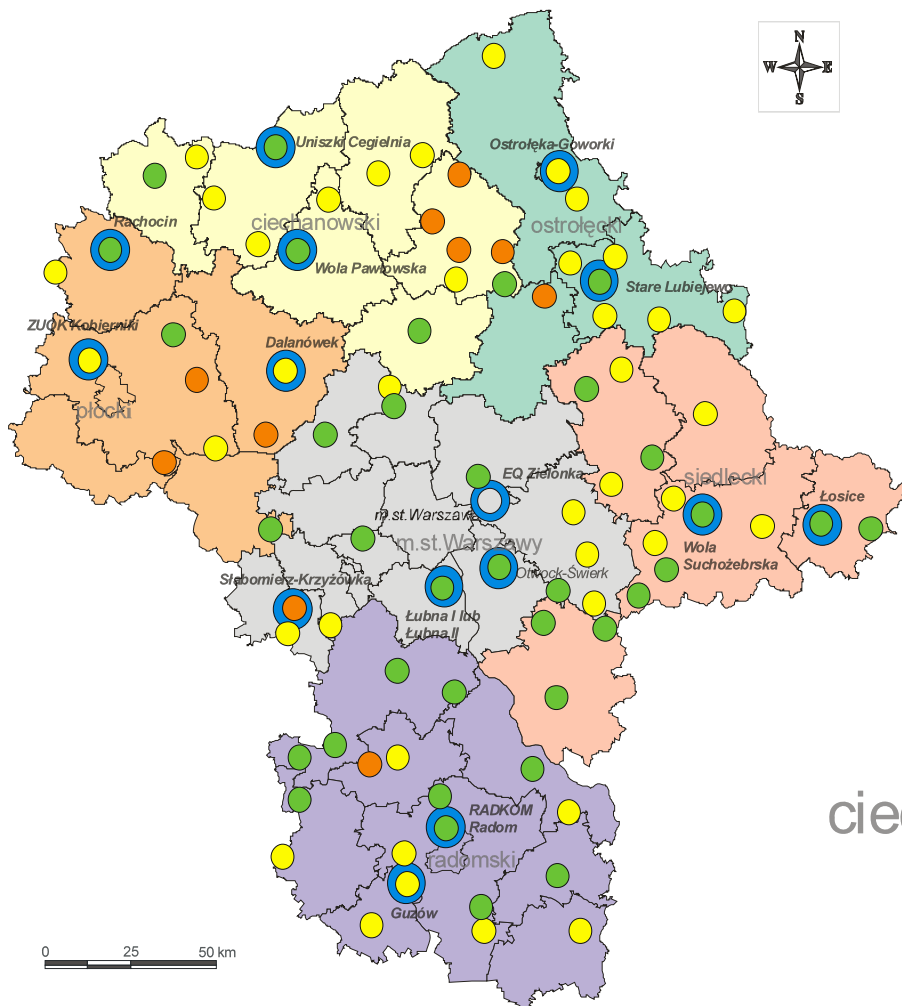 N
W E
S
Uniszki Cegielnia
Ostrołęka-Goworki
Rachocin
ciechanowski
ostrołęcki
Wola Pawłowska
Stare Lubiejewo
ZUOK Kobierniki
Dalanówek
płocki
EQ Zielonka
siedlecki
Łosice
m.st.Warszawa
m.st.Warszawy
Wola
Suchożebrska
Otwock-Świerk
Słabomierz-Krzyżówka
Łubna I lub
Łubna II
RADKOM
Radom
cie
radomski
Guzów
0 25 50 km